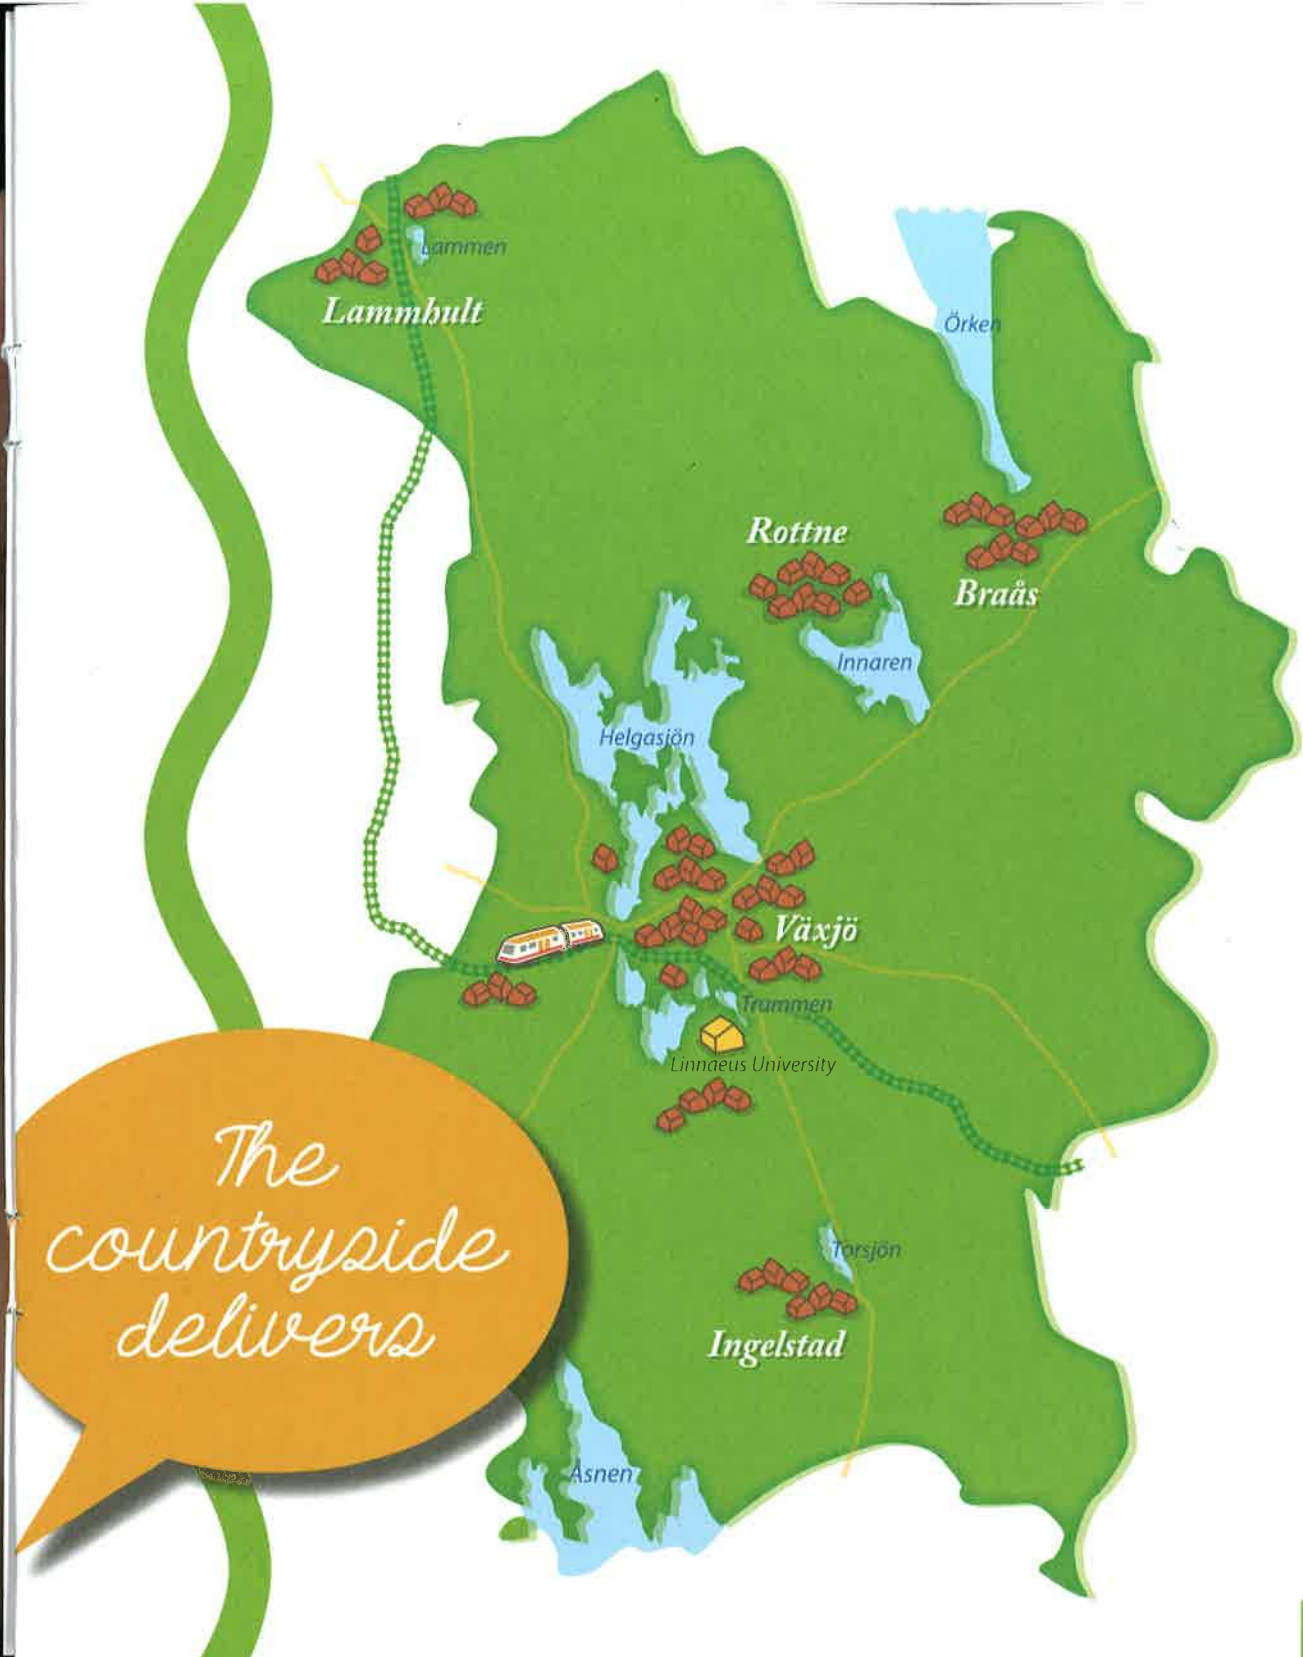 Lammen
Lammhult
Örken
Rottne
Braås
Innaren
Helgasjön
Växjö
Trummen
Linnaeus University
The
countryside
delivers
Torsjön
Ingelstad
Åsnen